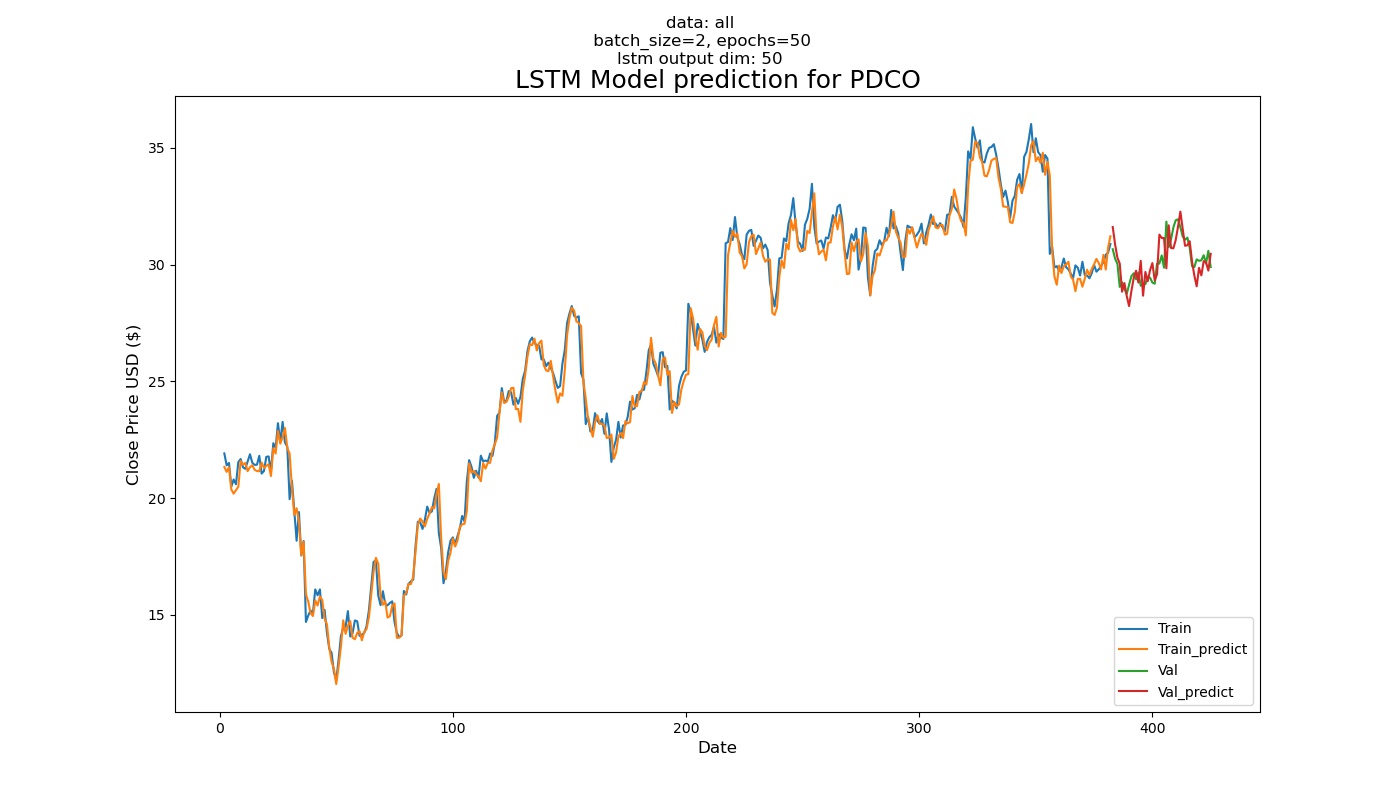 data: all
batch_size=2, epochs=50
lstm output dim: 50
LSTM Model prediction for PDCO
Close Price USD ($)
35
30
25
20
15
0
100
200
300
400
Date
Train
Train_predict
Val
Val_predict